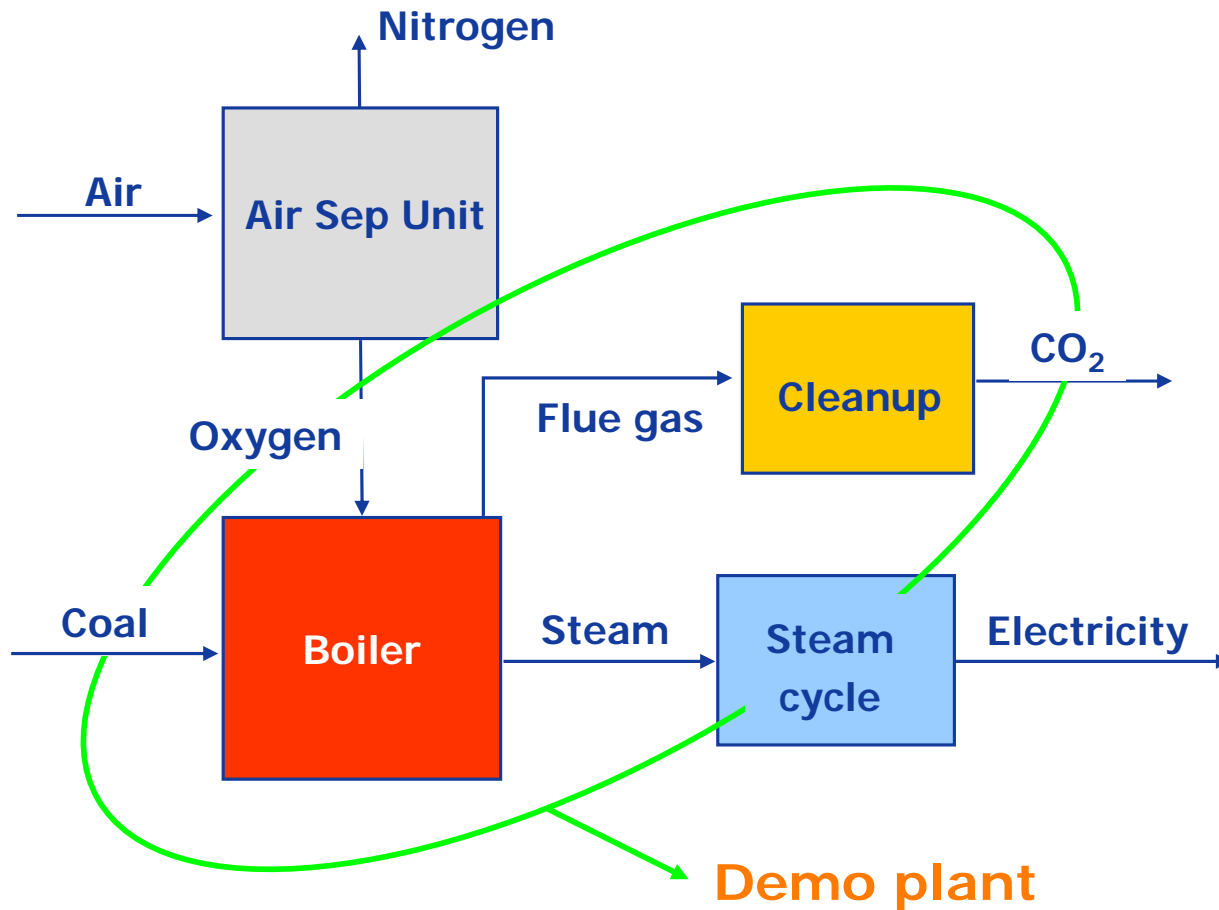 Nitrogen
Air
Air Sep Unit
CO₂
Cleanup
Flue gas
Oxygen
Coal
Boiler
Steam
Steam
cycle
Electricity
Demo plant